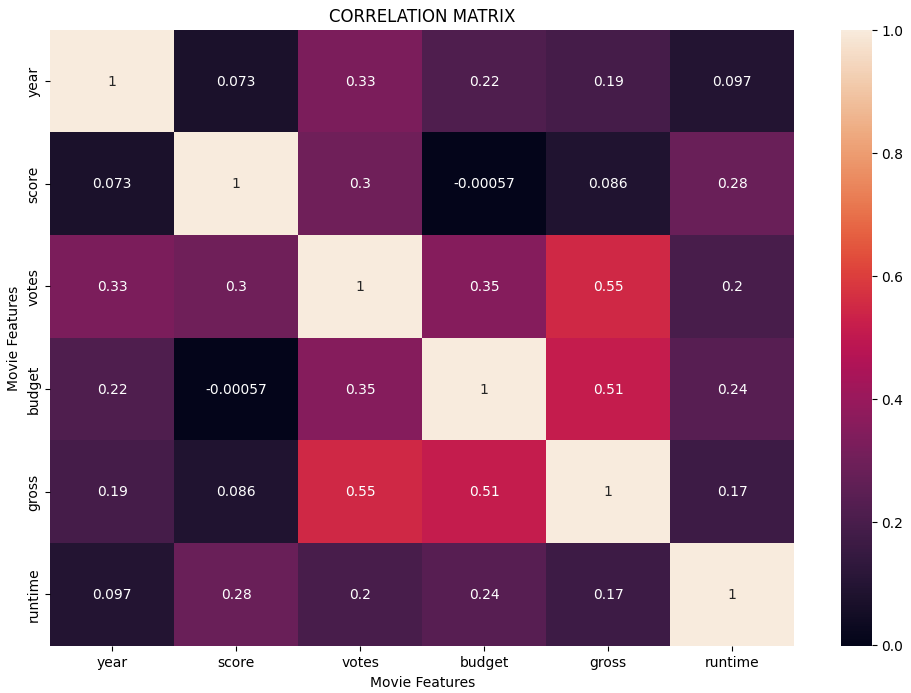 CORRELATION MATRIX
year 1 0.073 0.33 0.22 0.19 0.097
score 0.073 1 0.3 -0.00057 0.086 0.28
votes 0.33 0.3 1 0.35 0.55 0.2
budget 0.22 -0.00057 0.35 1 0.51 0.24
gross 0.19 0.086 0.55 0.51 1 0.17
runtime 0.097 0.28 0.2 0.24 0.17 1
Movie Features
year score votes budget gross runtime
Movie Features
1.0
0.8
0.6
0.4
0.2
0.0